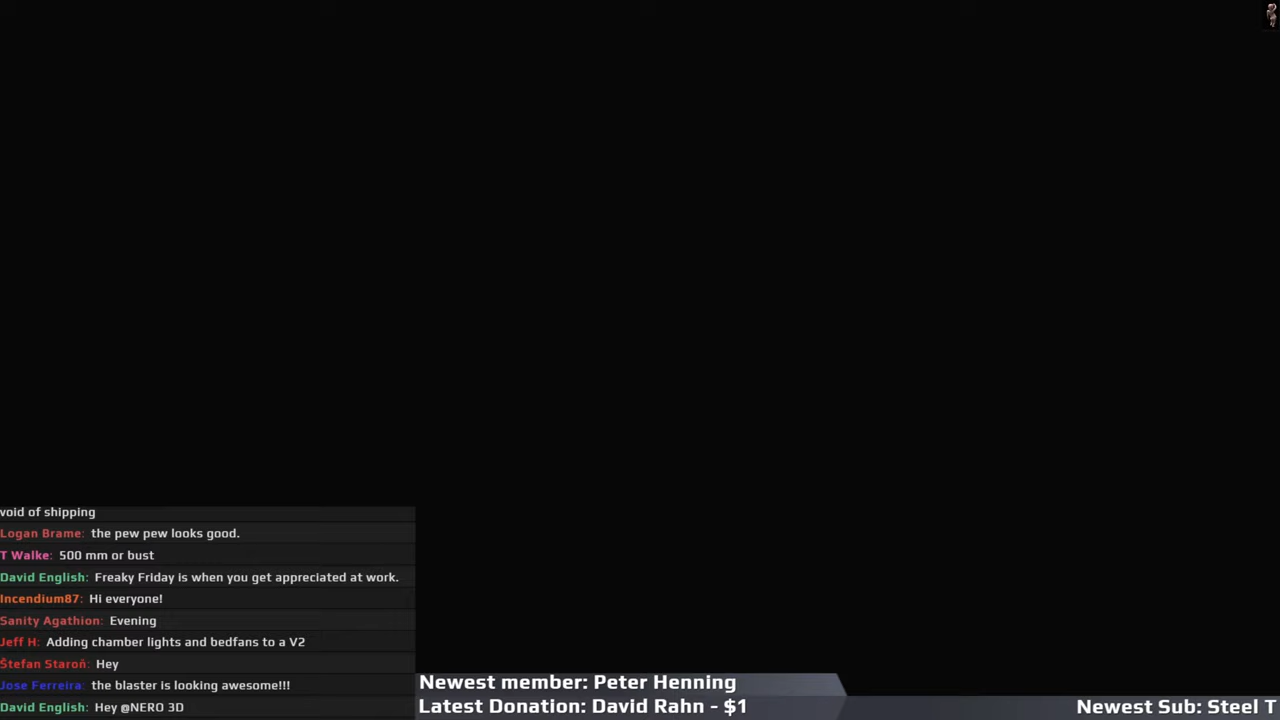 void of shipping
Logan Brame: the pew pew looks good.
T Walke: 500 mm or bust
David English: Freaky Friday is when you get appreciated at work.
Incendium87: Hi everyone!
Sanity Agathion: Evening
Jeff H: Adding chamber lights and bedfans to a V2
Štefan Staroň: Hey
Jose Ferreira: the blaster is looking awesome!!!
David English: Hey @NERO 3D
Newest member: Peter Henning
Latest Donation: David Rahn - $1
Newest Sub: Steel T